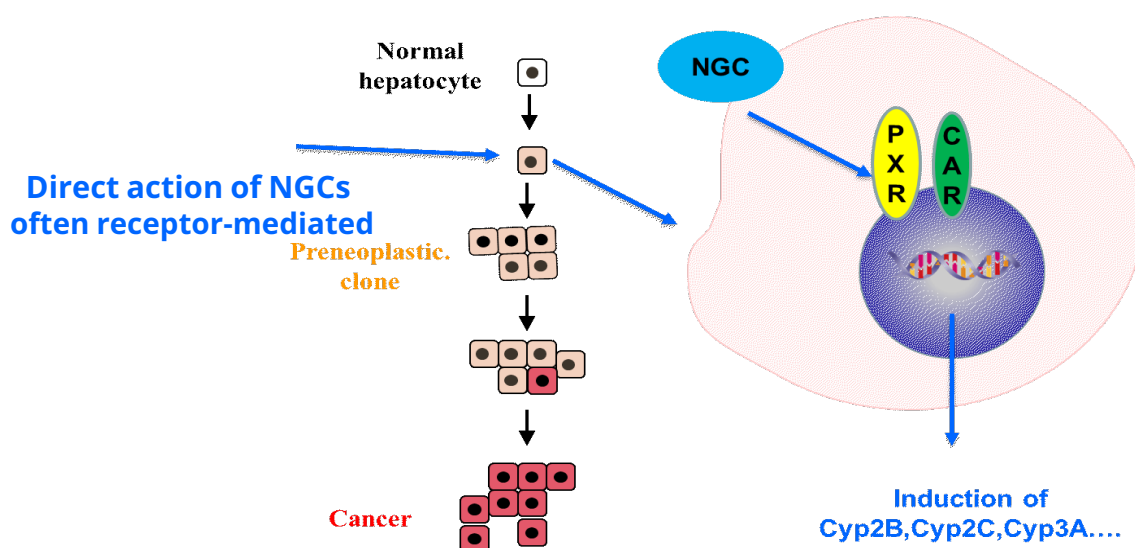 Normal
hepatocyte
NGC
P
X
R
C
A
R
Direct action of NGCs
often receptor-mediated
Preneoplastic.
clone
Cancer
Induction of
Cyp2B,Cyp2C,Cyp3A....